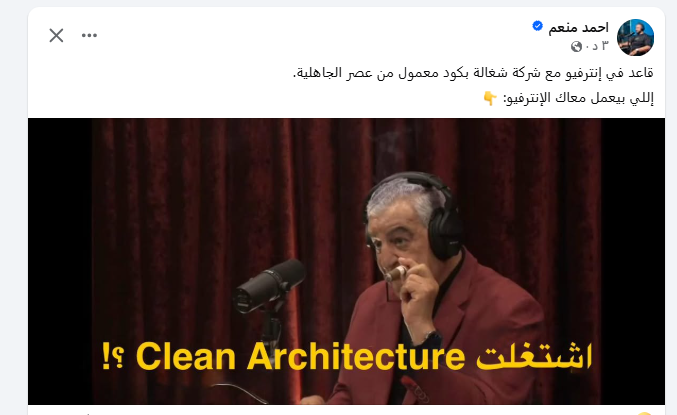 احمد منعم
٣ د ·
قاعد في إنترفيو مع شركة شغالة بكود معمول من عصر الجاهلية.
إللي بيعمل معاك الإنترفيو: 👇
اشتغلت Clean Architecture ؟!